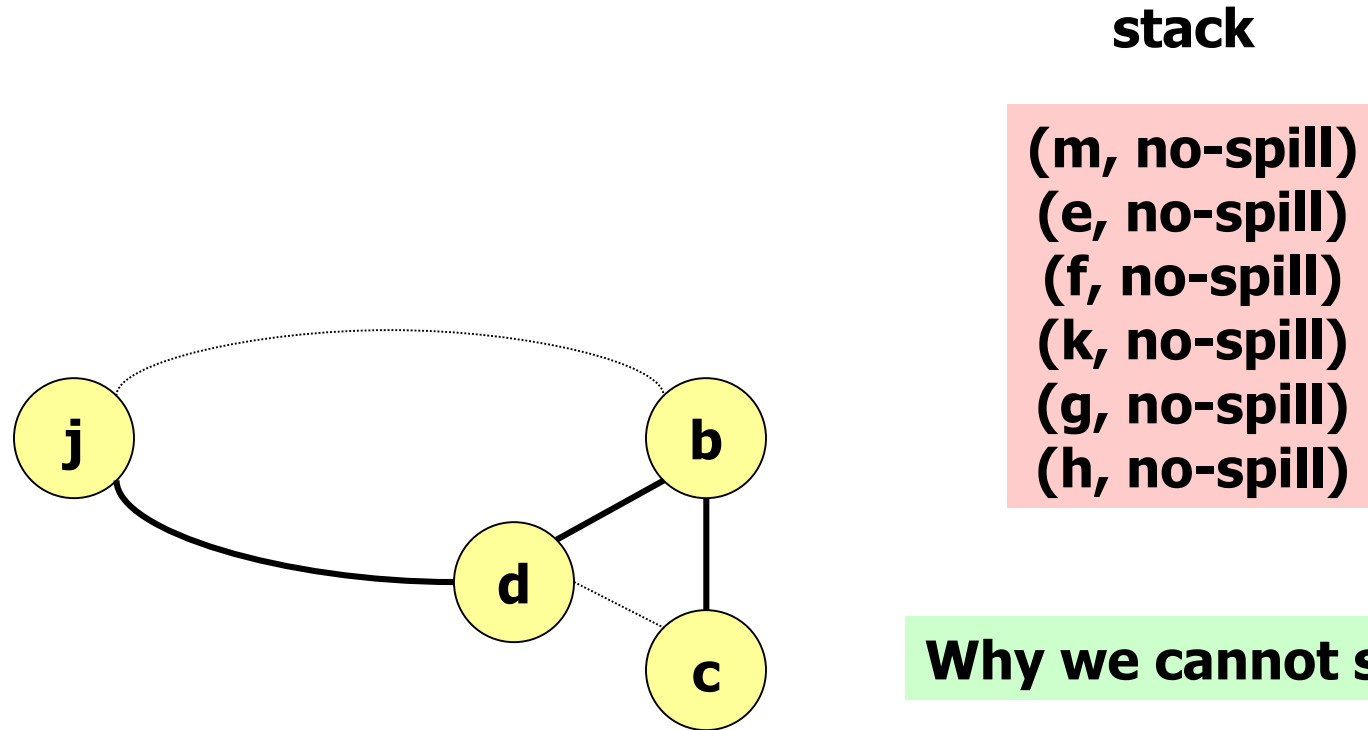 stack
(m, no-spill)
(e, no-spill)
(f, no-spill)
(k, no-spill)
(g, no-spill)
(h, no-spill)
j
b
d
c
Why we cannot s